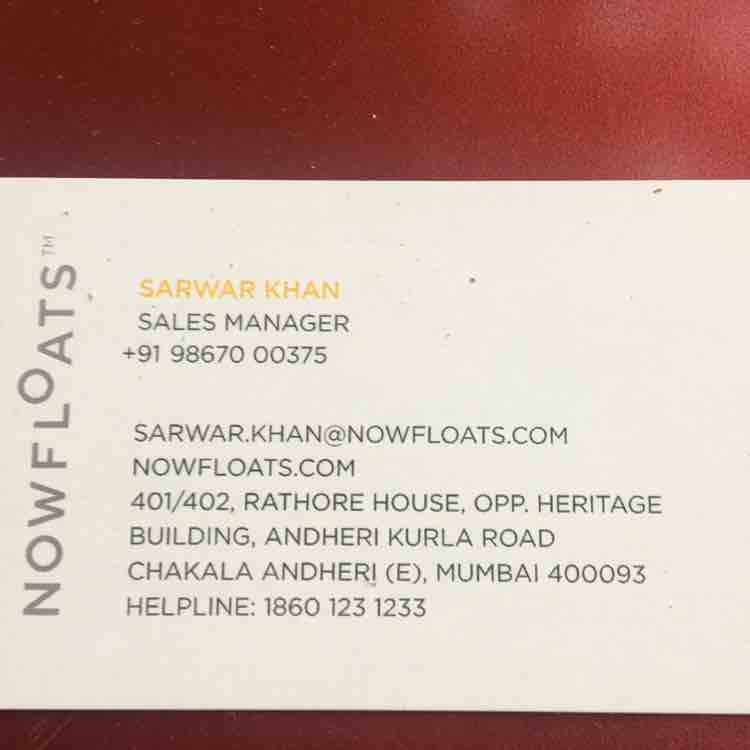 NOWFLOATS™
SARWAR KHAN
SALES MANAGER
+91 98670 00375
SARWAR.KHAN@NOWFLOATS.COM
NOWFLOATS.COM
401/402, RATHORE HOUSE, OPP. HERITAGE
BUILDING, ANDHERI KURLA ROAD
CHAKALA ANDHERI (E), MUMBAI 400093
HELPLINE: 1860 123 1233